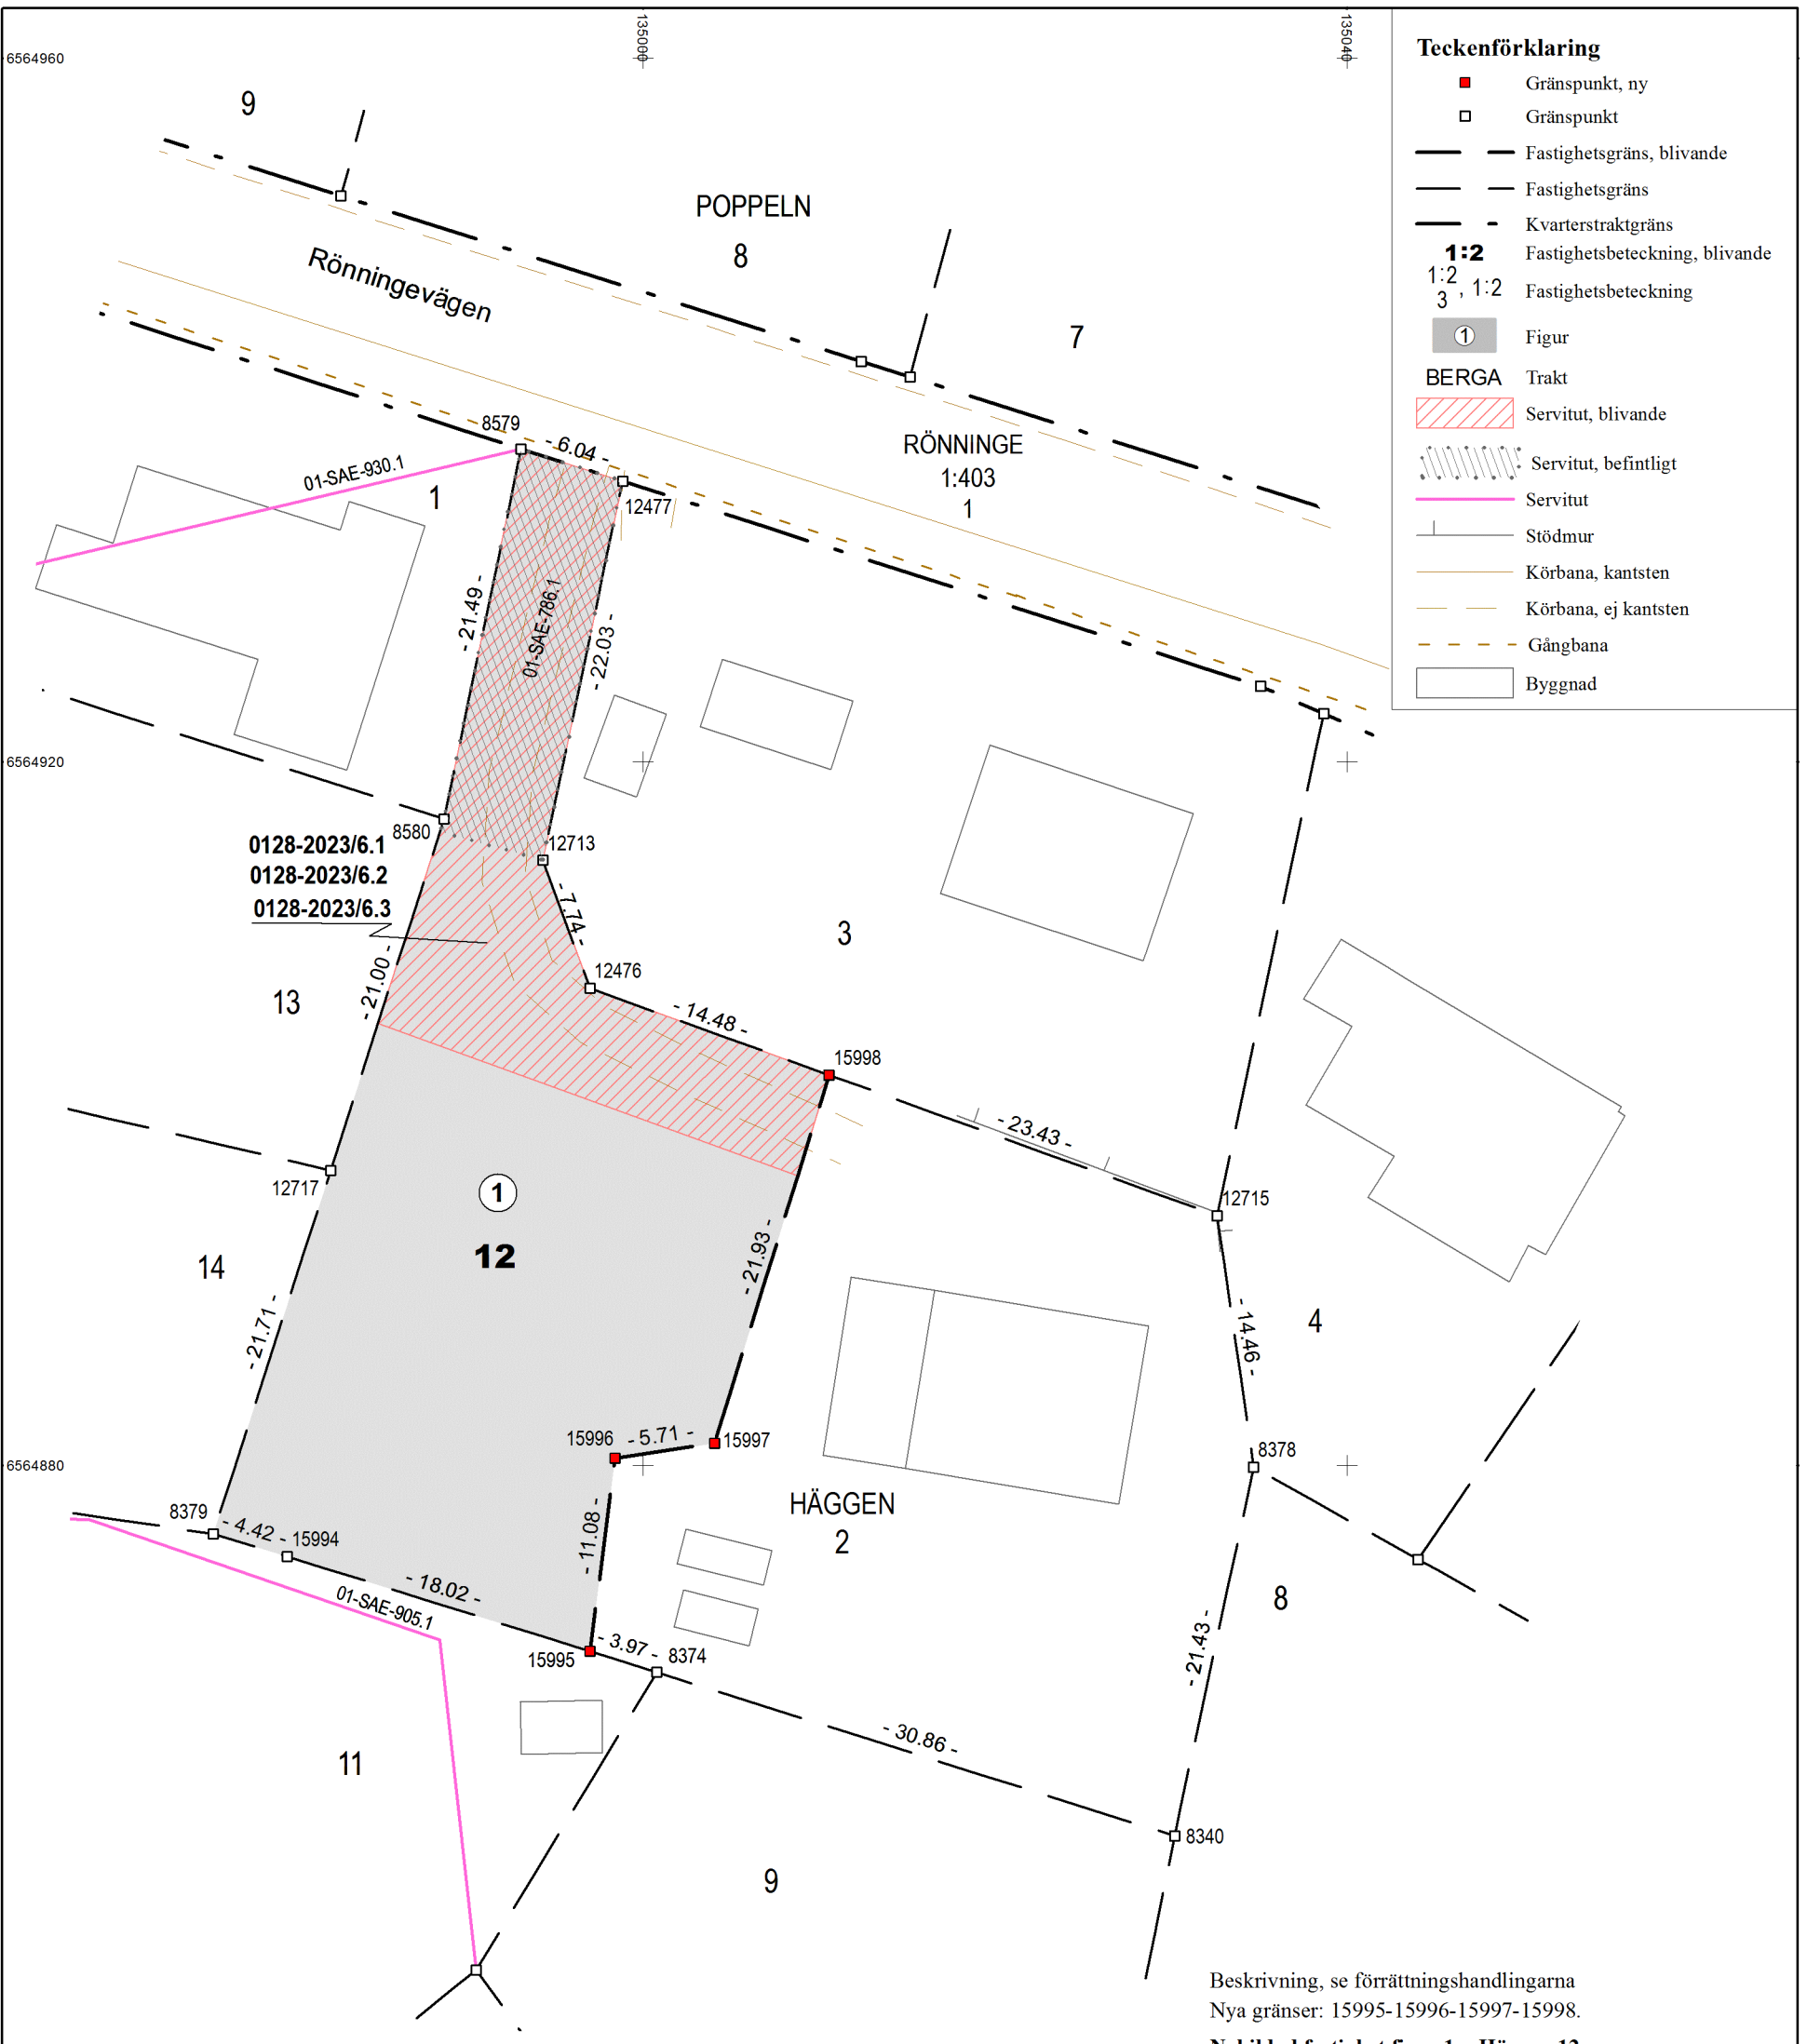 135000
135040
6564960
Teckenförklaring
Gränspunkt, ny
Gränspunkt
Fastighetsgräns, blivande
Fastighetsgräns
Kvarterstraktgräns
1:2 Fastighetsbeteckning, blivande
1:2
3 , 1:2 Fastighetsbeteckning
1 Figur
BERGA Trakt
Servitut, blivande
Servitut, befintligt
Servitut
Stödmur
Körbana, kantsten
Körbana, ej kantsten
Gångbana
Byggnad
9
POPPELN
8
Rönningevägen
7
8579
- 6.04 -
RÖNNINGE
1:403
1
01-SAE-930.1
1
12477
- 21.49 -
01-SAE-786.1
- 22.03 -
6564920
8580
12713
0128-2023/6.1
0128-2023/6.2
0128-2023/6.3
- 7.74 -
3
- 21.00 -
12476
13
- 14.48 -
15998
- 23.43 -
12717
1
12715
12
- 21.93 -
14
- 21.71 -
- 14.46 -
4
15996
- 5.71 -
15997
8378
6564880
HÄGGEN
2
8379
- 4.42 -
15994
- 11.08 -
- 18.02 -
01-SAE-905.1
8
- 21.43 -
15995
- 3.97 -
8374
- 30.86 -
11
8340
9
Beskrivning, se förrättningshandlingarna
Nya gränser: 15995-15996-15997-15998.